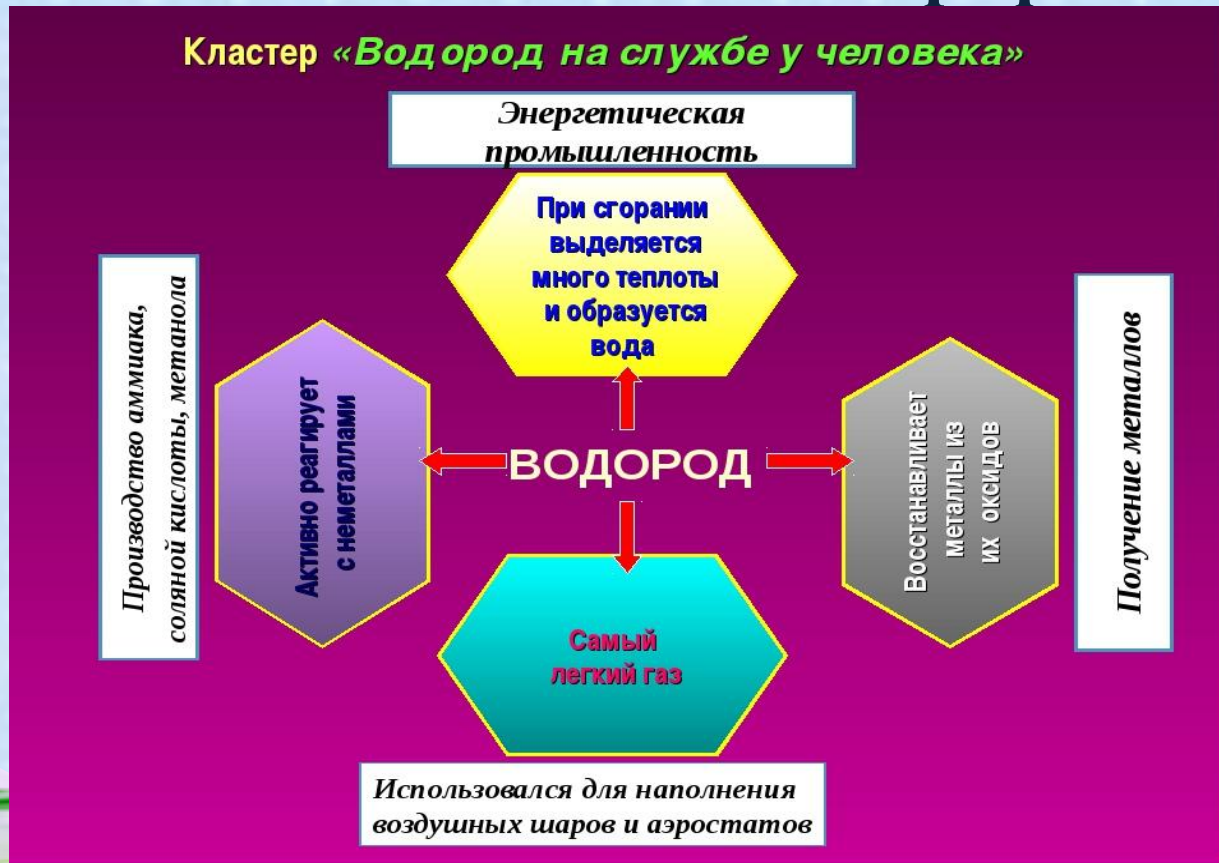 Кластер «Водород на службе у человека»
Энергетическая
промышленность
При сгорании
выделяется
много теплоты
и образуется
вода
Производство аммиака,
соляной кислоты, метанола
Активно реагирует
с неметаллами
ВОДОРОД
Восстанавливает
металлы из
их оксидов
Получение металлов
Самый
легкий газ
Использовался для наполнения
воздушных шаров и аэростатов